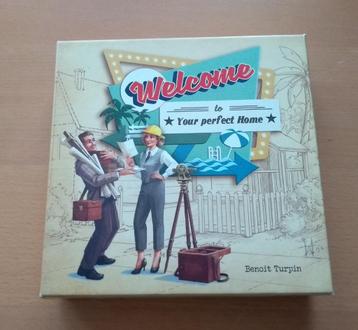 Welcome
to
Your perfect Home
Benoit Turpin